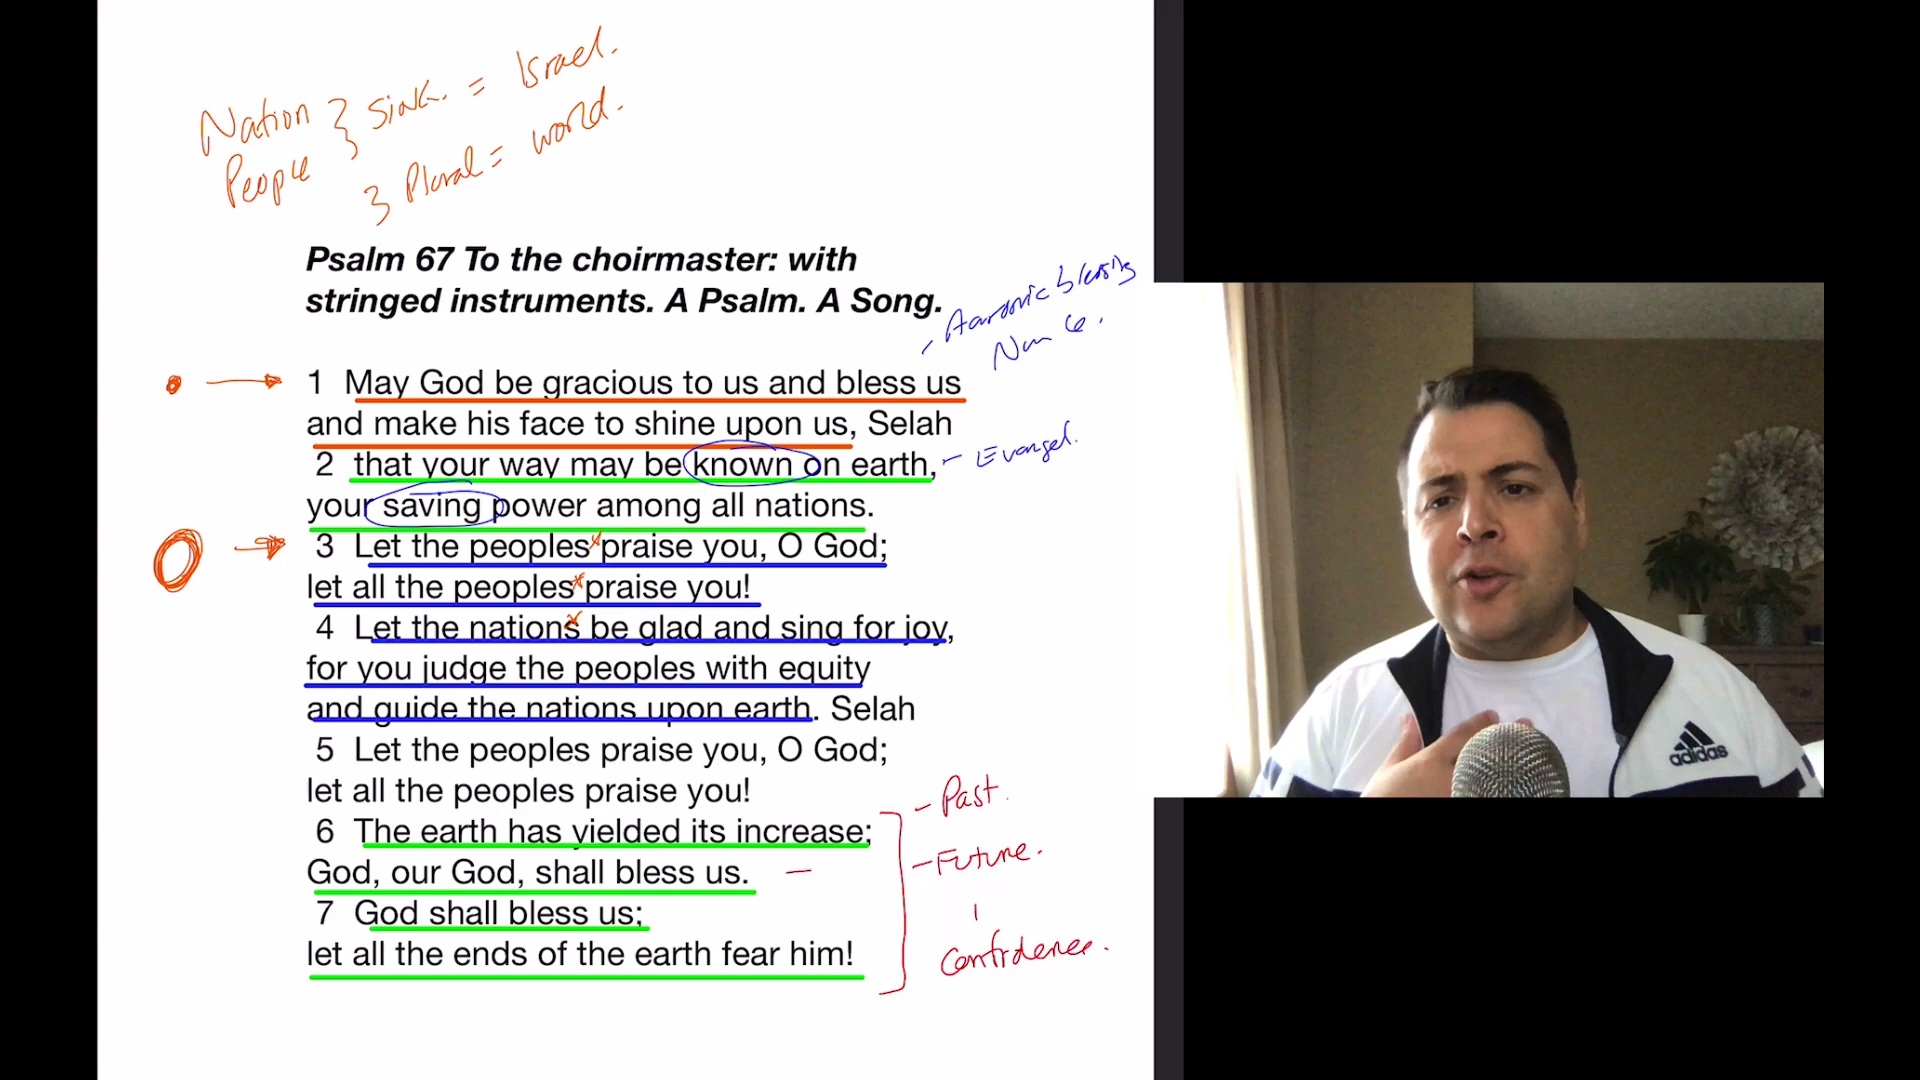 Nation } sink. = Israel.
People } Plural = world.
Psalm 67 To the choirmaster: with
stringed instruments. A Psalm. A Song.
- Aaronic blessing
Num 6.
1 May God be gracious to us and bless us
and make his face to shine upon us, Selah
2 that your way may be known on earth, - Evangel.
your saving power among all nations.
3 Let the peoples praise you, O God;
let all the peoples praise you!
4 Let the nations be glad and sing for joy,
for you judge the peoples with equity
and guide the nations upon earth. Selah
5 Let the peoples praise you, O God;
let all the peoples praise you!
- Past.
6 The earth has yielded its increase;
- Future.
God, our God, shall bless us. -
7 God shall bless us;
Confidence.
let all the ends of the earth fear him!
adidas